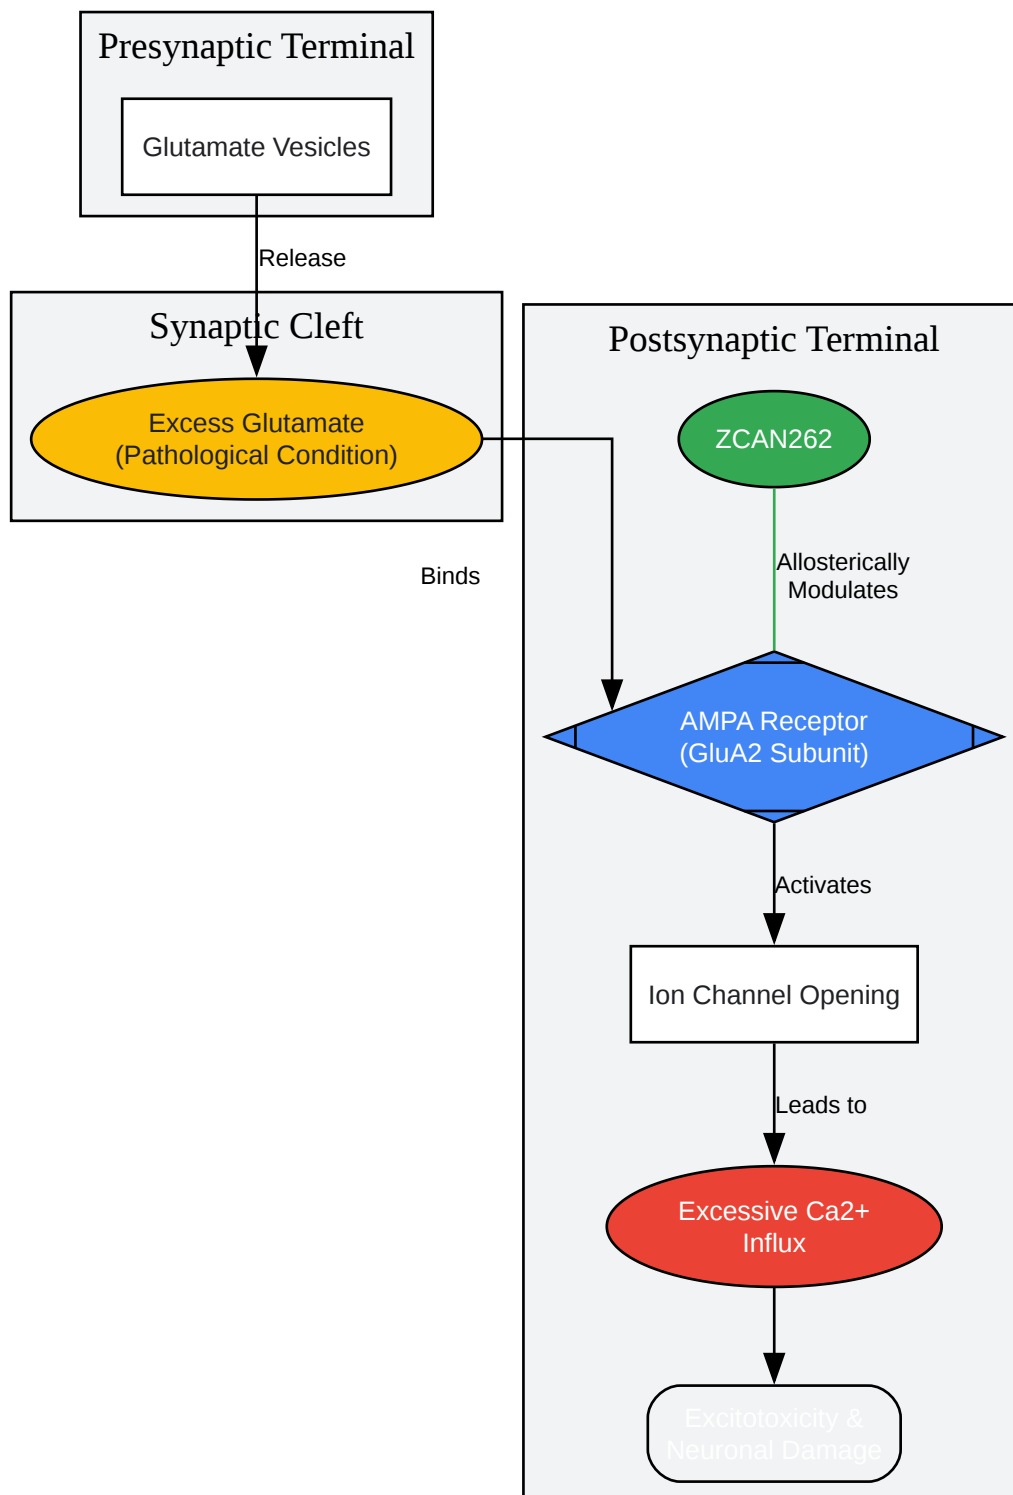 Presynaptic Terminal
Glutamate Vesicles
Release
Synaptic Cleft
Excess Glutamate
(Pathological Condition)
Binds
Postsynaptic Terminal
ZCAN262
Allosterically
Modulates
AMPA Receptor
(GluA2 Subunit)
Activates
Ion Channel Opening
Leads to
Excessive Ca2+
Influx
Excitotoxicity &
Neuronal Damage